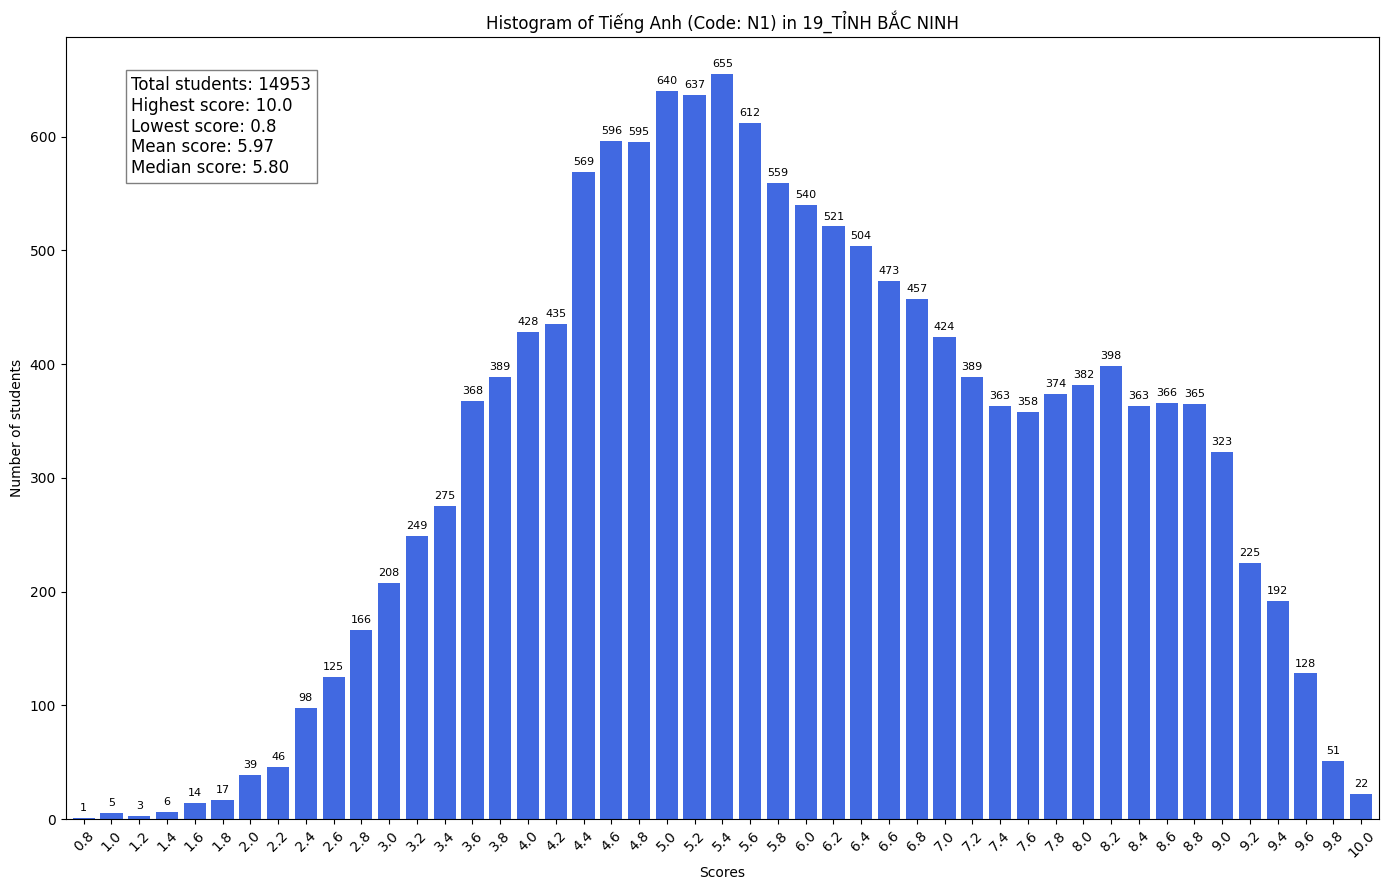 Histogram of Tiếng Anh (Code: N1) in 19_TỈNH BẮC NINH
Total students: 14953
Highest score: 10.0
Lowest score: 0.8
Mean score: 5.97
Median score: 5.80
Number of students
600
500
400
300
200
100
0
1 5 3 6 14 17 39 46 98 125 166 208 249 275 368 389 428 435 569 596 595 640 637 655 612 559 540 521 504 473 457 424 389 363 358 374 382 398 363 366 365 323 225 192 128 51 22
0.8 1.0 1.2 1.4 1.6 1.8 2.0 2.2 2.4 2.6 2.8 3.0 3.2 3.4 3.6 3.8 4.0 4.2 4.4 4.6 4.8 5.0 5.2 5.4 5.6 5.8 6.0 6.2 6.4 6.6 6.8 7.0 7.2 7.4 7.6 7.8 8.0 8.2 8.4 8.6 8.8 9.0 9.2 9.4 9.6 9.8 10.0
Scores